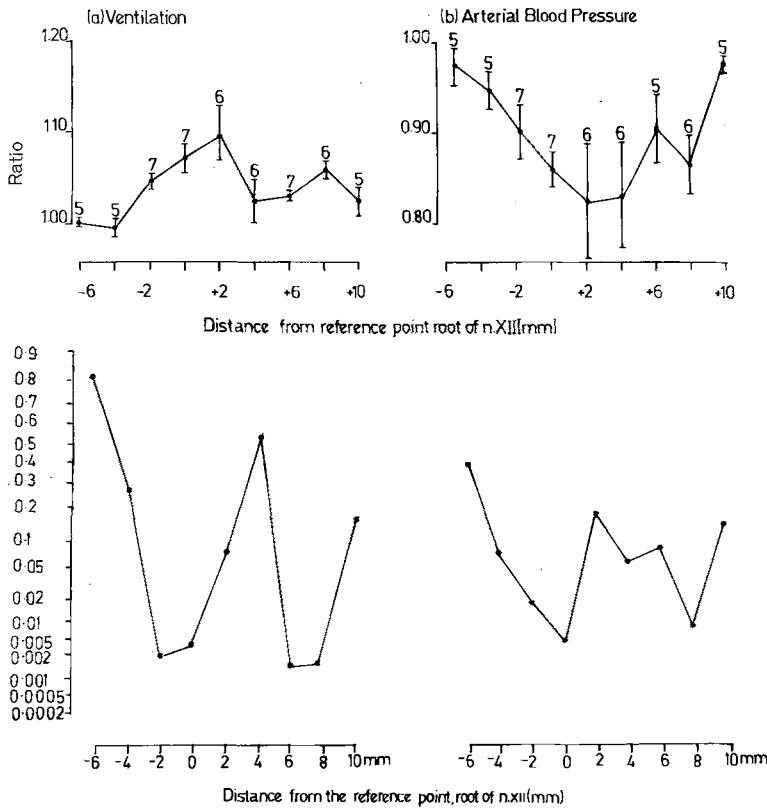 (a) Ventilation
(b) Arterial Blood Pressure
1.20
1.10
1.00
Ratio
5 5 7 7 6 6 7 6 5
-6 -2 +2 +6 +10
1.00
0.90
0.80
5 5 7 7 6 6 5 6 5
-6 -2 +2 +6 +10
Distance from reference point root of n.XII(mm)
0.9
0.8
0.7
0.6
0.5
0.4
0.3
0.2
0.1
0.05
0.02
0.01
0.005
0.002
0.001
0.0005
0.0002
-6 -4 -2 0 2 4 6 8 10mm
-6 -4 -2 0 2 4 6 8 10mm
Distance from the reference point, root of n.XII(mm)